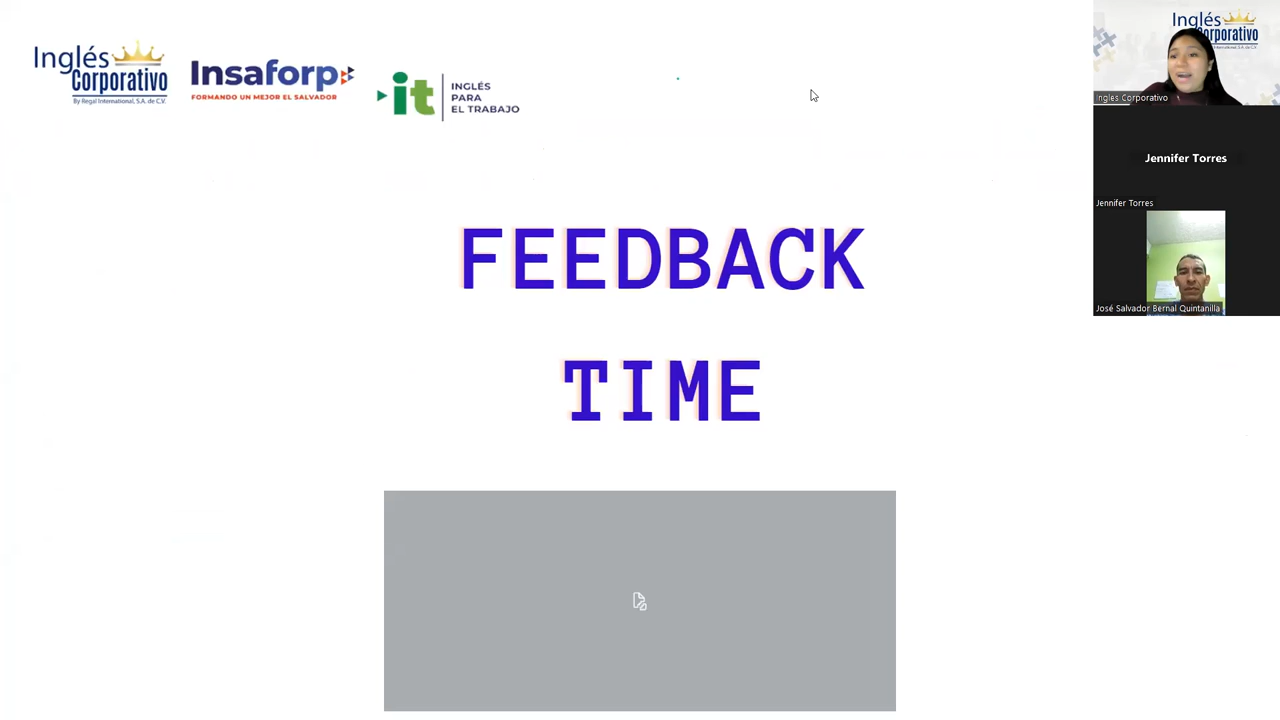 Inglés
Corporativo
By Regal International, S.A. de C.V.
Insaforp
FORMANDO UN MEJOR EL SALVADOR
it
INGLÉS
PARA
EL TRABAJO
FEEDBACK
TIME
Inglés
Corporativo
Ingles Corporativo
Jennifer Torres
Jennifer Torres
José Salvador Bernal Quintanilla